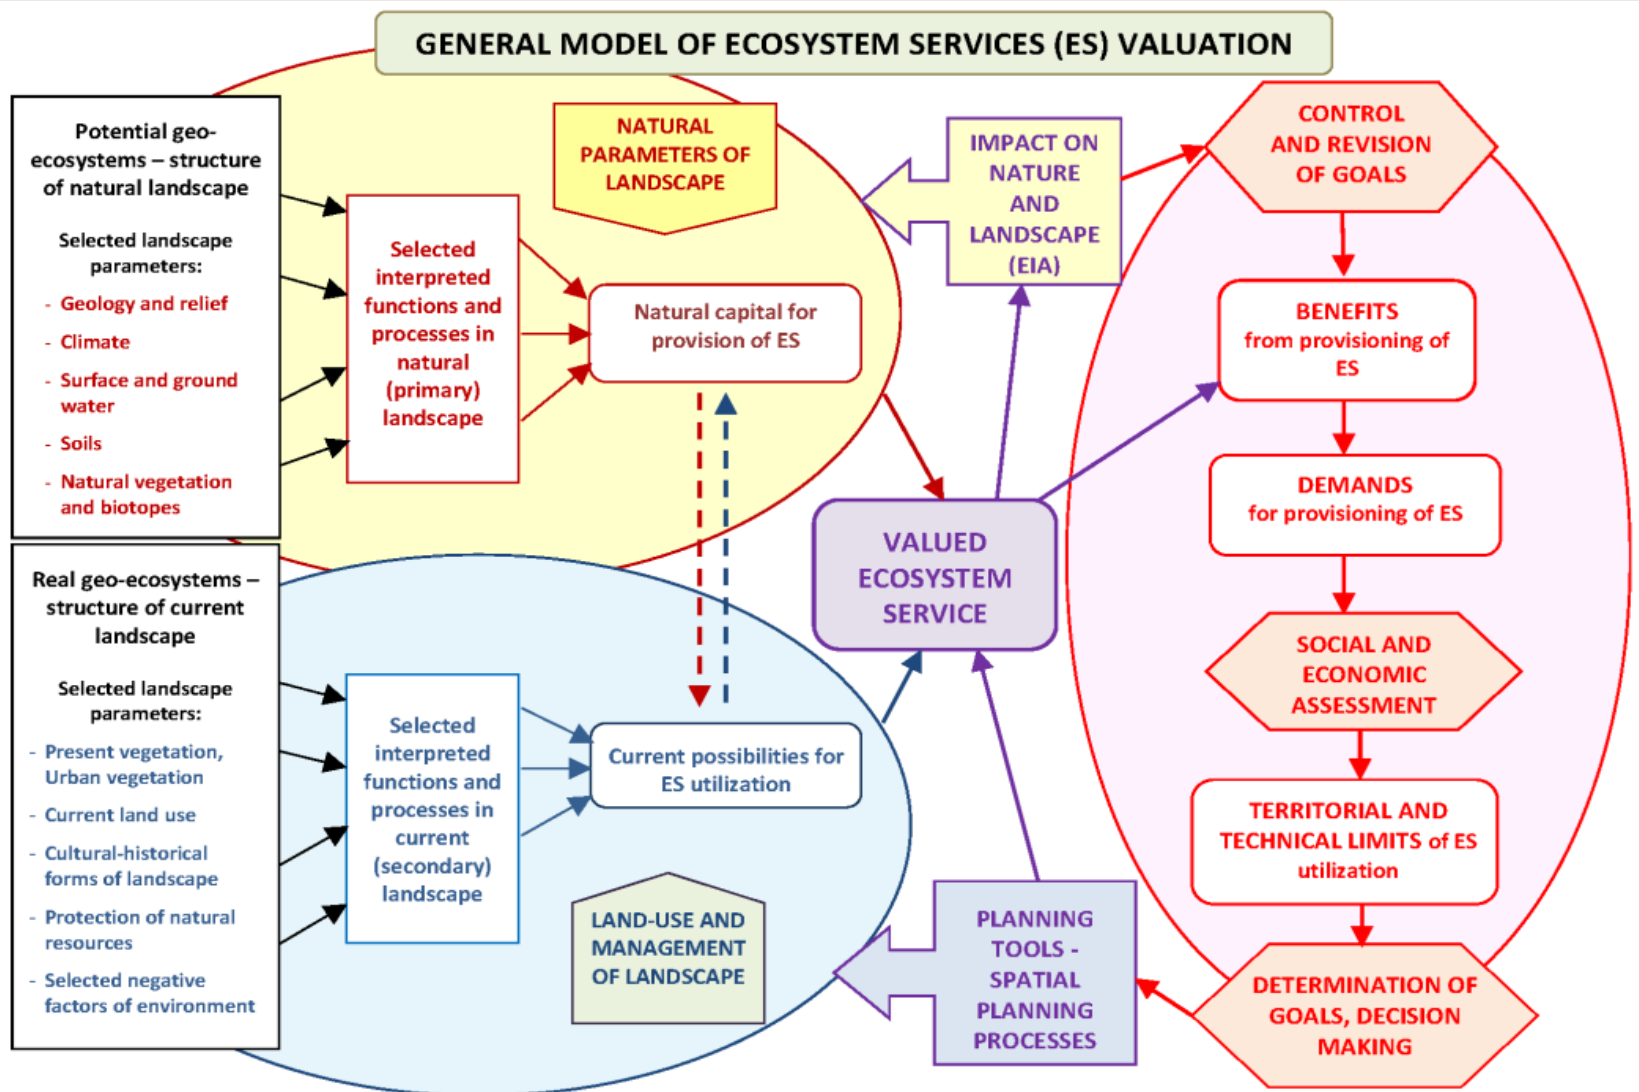 GENERAL MODEL OF ECOSYSTEM SERVICES (ES) VALUATION
Potential geo-
ecosystems – structure
of natural landscape
Selected landscape
parameters:
- Geology and relief
- Climate
- Surface and ground
water
- Soils
- Natural vegetation
and biotopes
Selected
interpreted
functions and
processes in
natural
(primary)
landscape
NATURAL
PARAMETERS OF
LANDSCAPE
Natural capital for
provision of ES
Real geo-ecosystems –
structure of current
landscape
Selected landscape
parameters:
- Present vegetation,
Urban vegetation
- Current land use
- Cultural-historical
forms of landscape
- Protection of natural
resources
- Selected negative
factors of environment
Selected
interpreted
functions and
processes in
current
(secondary)
landscape
Current possibilities for
ES utilization
LAND-USE AND
MANAGEMENT
OF LANDSCAPE
IMPACT ON
NATURE
AND
LANDSCAPE
(EIA)
VALUED
ECOSYSTEM
SERVICE
PLANNING
TOOLS -
SPATIAL
PLANNING
PROCESSES
CONTROL
AND REVISION
OF GOALS
BENEFITS
from provisioning of
ES
DEMANDS
for provisioning of ES
SOCIAL AND
ECONOMIC
ASSESSMENT
TERRITORIAL AND
TECHNICAL LIMITS of ES
utilization
DETERMINATION OF
GOALS, DECISION
MAKING